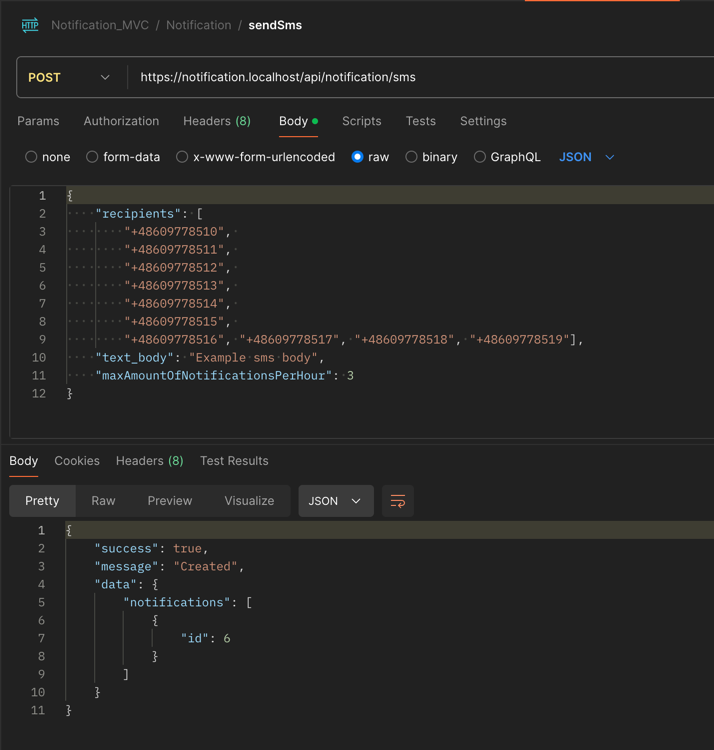 HTTP Notification_MVC / Notification / sendSms
POST https://notification.localhost/api/notification/sms
Params Authorization Headers (8) Body Scripts Tests Settings
none form-data x-www-form-urlencoded raw binary GraphQL JSON
1 {
2 "recipients": [
3 "+48609778510",
4 "+48609778511",
5 "+48609778512",
6 "+48609778513",
7 "+48609778514",
8 "+48609778515",
9 "+48609778516", "+48609778517", "+48609778518", "+48609778519"],
10 "text_body": "Example sms body",
11 "maxAmountOfNotificationsPerHour": 3
12 }
Body Cookies Headers (8) Test Results
Pretty Raw Preview Visualize JSON
1 {
2 "success": true,
3 "message": "Created",
4 "data": {
5 "notifications": [
6 {
7 "id": 6
8 }
9 ]
10 }
11 }